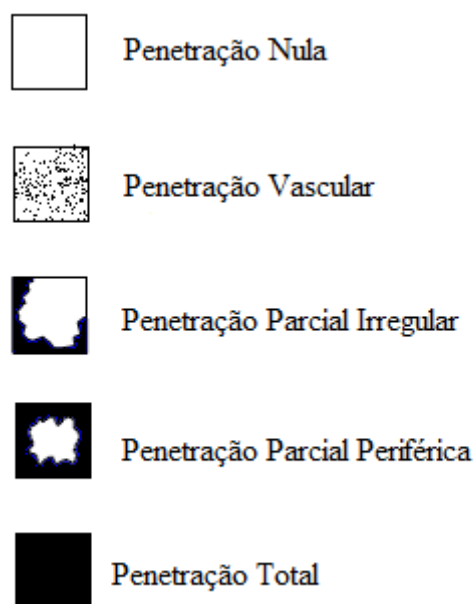 Penetração Nula
Penetração Vascular
Penetração Parcial Irregular
Penetração Parcial Periférica
Penetração Total